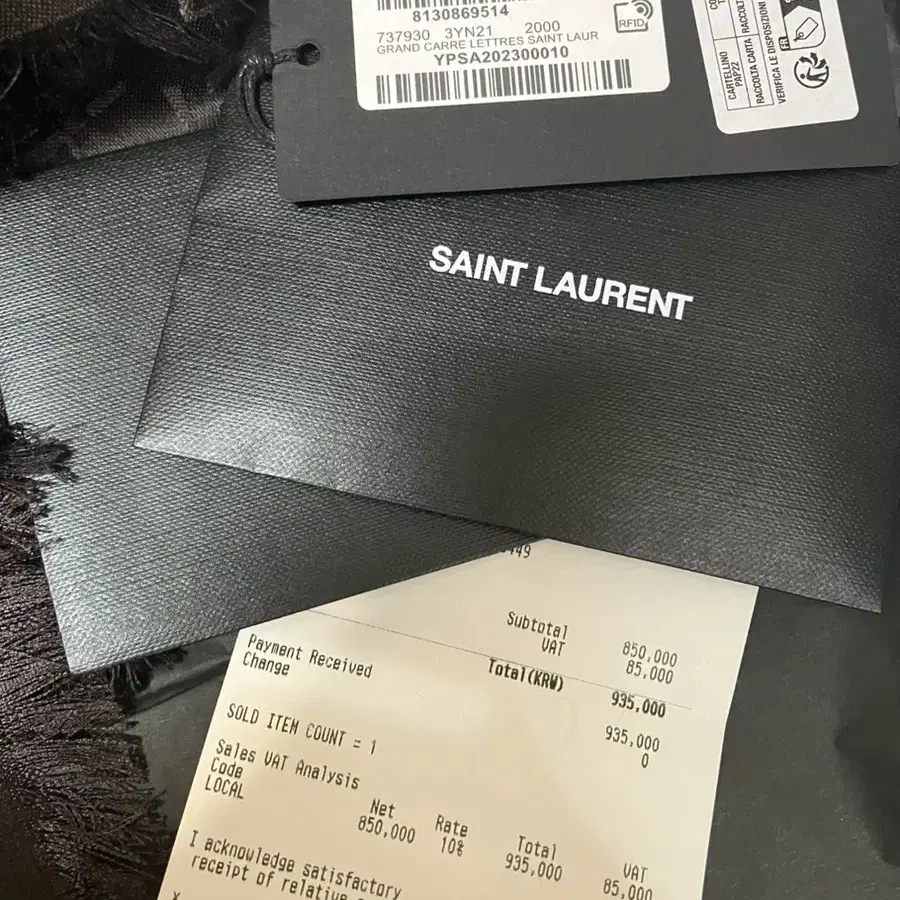 8130869514
737930 3YN21 2000
GRAND CARRE LETTRES SAINT LAUR
YPSA202300010
RFID
CARTELLINO
PAP22
RACCOLTA CARTA
RACCOL
VERIFICA LE DISPOSIZIONI
FR
SAINT LAURENT
449
Subtotal 850,000
VAT 85,000
Total(KRW) 935,000
Payment Received 935,000
Change 0
SOLD ITEM COUNT = 1
Sales VAT Analysis
Code Net Rate Total VAT
LOCAL 850,000 10% 935,000 85,000
I acknowledge satisfactory
receipt of relative
x